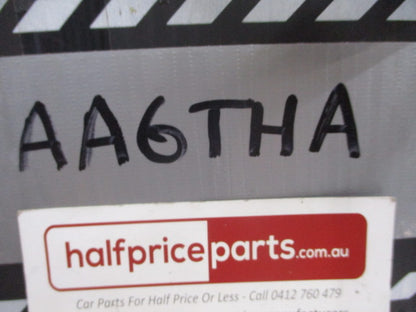 AA6THA
halfpriceparts.com.au
Car Parts For Half Price Or Less - Call 0412 760 479